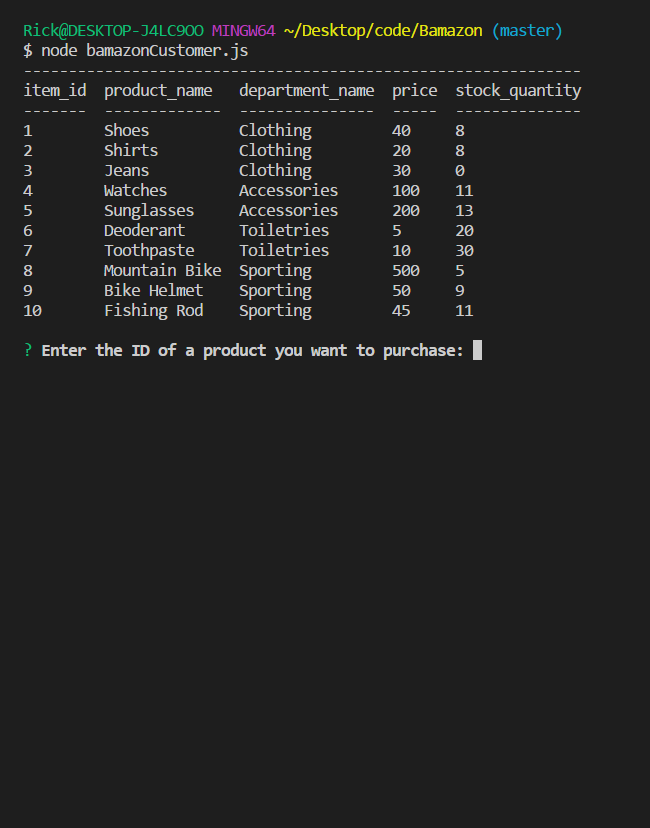 Rick@DESKTOP-J4LC9OO MINGW64 ~/Desktop/code/Bamazon (master)
$ node bamazonCustomer.js
--------------------------------------------------------------
item_id  product_name   department_name  price  stock_quantity
-------  -------------  ---------------  -----  --------------
1        Shoes          Clothing         40     8
2        Shirts         Clothing         20     8
3        Jeans          Clothing         30     0
4        Watches        Accessories      100    11
5        Sunglasses     Accessories      200    13
6        Deoderant      Toiletries       5      20
7        Toothpaste     Toiletries       10     30
8        Mountain Bike  Sporting         500    5
9        Bike Helmet    Sporting         50     9
10       Fishing Rod    Sporting         45     11
? Enter the ID of a product you want to purchase: